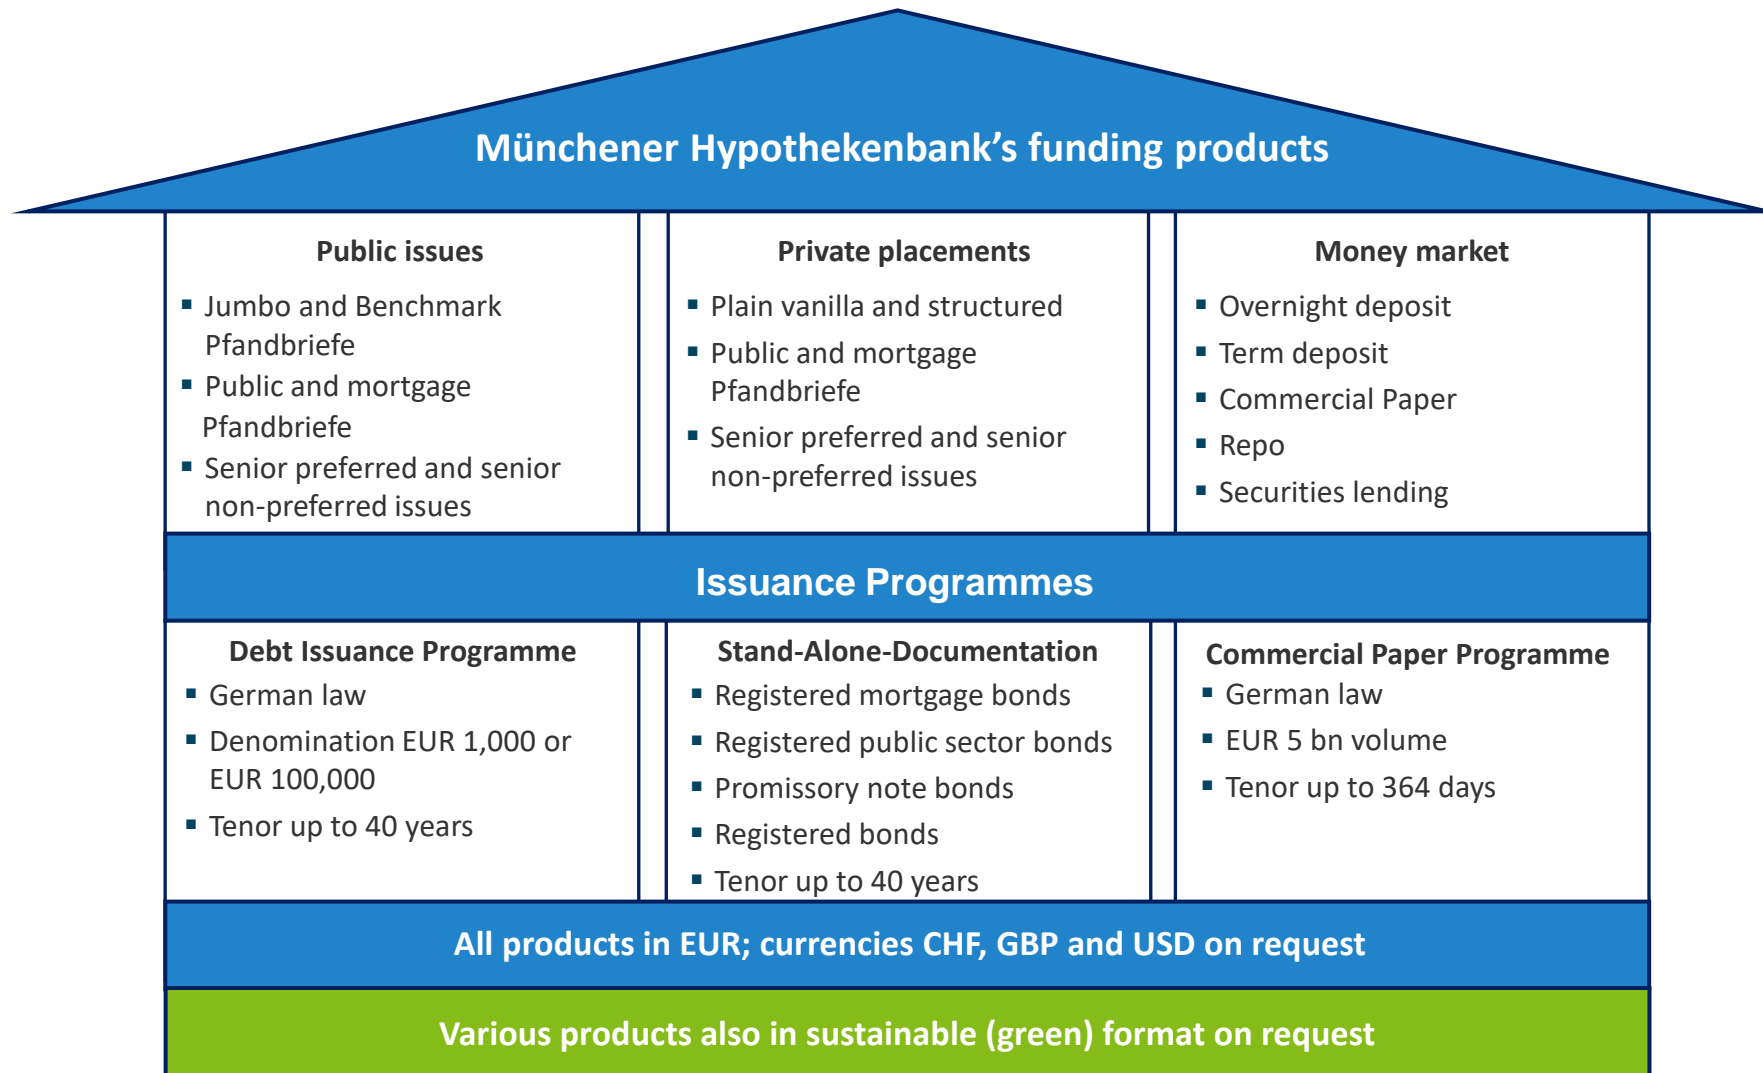 Münchener Hypothekenbank’s funding products
Public issues
▪ Jumbo and Benchmark
Pfandbriefe
▪ Public and mortgage
Pfandbriefe
▪ Senior preferred and senior
non-preferred issues
Private placements
▪ Plain vanilla and structured
▪ Public and mortgage
Pfandbriefe
▪ Senior preferred and senior
non-preferred issues
Money market
▪ Overnight deposit
▪ Term deposit
▪ Commercial Paper
▪ Repo
▪ Securities lending
Issuance Programmes
Debt Issuance Programme
▪ German law
▪ Denomination EUR 1,000 or
EUR 100,000
▪ Tenor up to 40 years
Stand-Alone-Documentation
▪ Registered mortgage bonds
▪ Registered public sector bonds
▪ Promissory note bonds
▪ Registered bonds
▪ Tenor up to 40 years
Commercial Paper Programme
▪ German law
▪ EUR 5 bn volume
▪ Tenor up to 364 days
All products in EUR; currencies CHF, GBP and USD on request
Various products also in sustainable (green) format on request